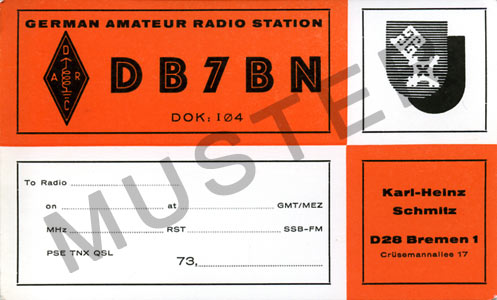 GERMAN AMATEUR RADIO STATION
D A R C
DB7BN
DOK: I04
MUSTER
To Radio
on at GMT/MEZ
MHz RST SSB-FM
PSE TNX QSL 73,
Karl-Heinz
Schmitz
D28 Bremen 1
Crüsemannallee 17